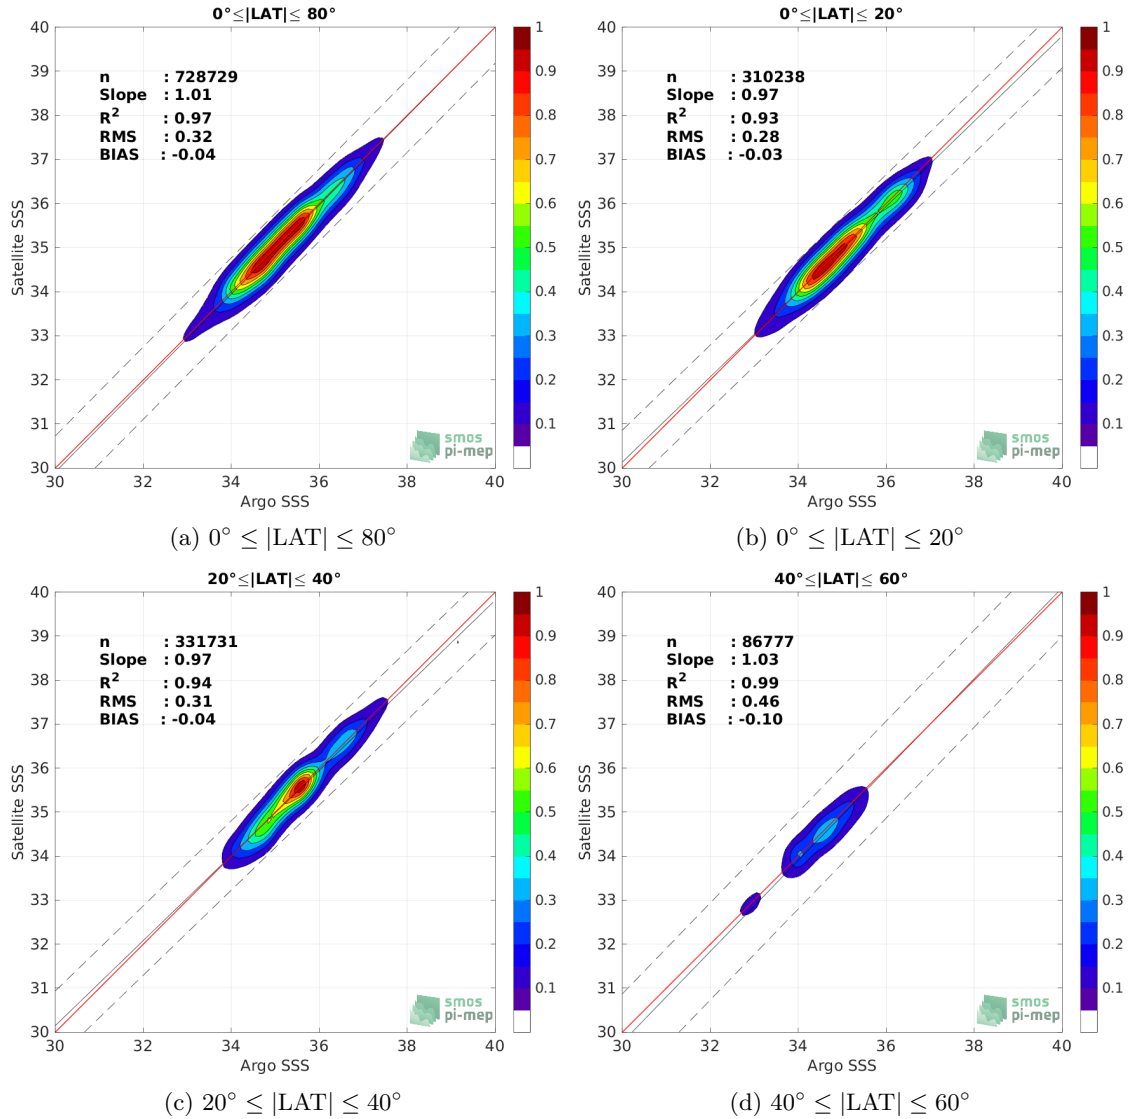 0°≤|LAT|≤ 80°
n : 728729
Slope : 1.01
R² : 0.97
RMS : 0.32
BIAS : -0.04
Satellite SSS
40
39
38
37
36
35
34
33
32
31
30
30 32 34 36 38 40
Argo SSS
smos
pi-mep
1
0.9
0.8
0.7
0.6
0.5
0.4
0.3
0.2
0.1
(a) 0° ≤ |LAT| ≤ 80°
0°≤|LAT|≤ 20°
n : 310238
Slope : 0.97
R² : 0.93
RMS : 0.28
BIAS : -0.03
Satellite SSS
40
39
38
37
36
35
34
33
32
31
30
30 32 34 36 38 40
Argo SSS
smos
pi-mep
1
0.9
0.8
0.7
0.6
0.5
0.4
0.3
0.2
0.1
(b) 0° ≤ |LAT| ≤ 20°
20°≤|LAT|≤ 40°
n : 331731
Slope : 0.97
R² : 0.94
RMS : 0.31
BIAS : -0.04
Satellite SSS
40
39
38
37
36
35
34
33
32
31
30
30 32 34 36 38 40
Argo SSS
smos
pi-mep
1
0.9
0.8
0.7
0.6
0.5
0.4
0.3
0.2
0.1
(c) 20° ≤ |LAT| ≤ 40°
40°≤|LAT|≤ 60°
n : 86777
Slope : 1.03
R² : 0.99
RMS : 0.46
BIAS : -0.10
Satellite SSS
40
39
38
37
36
35
34
33
32
31
30
30 32 34 36 38 40
Argo SSS
smos
pi-mep
1
0.9
0.8
0.7
0.6
0.5
0.4
0.3
0.2
0.1
(d) 40° ≤ |LAT| ≤ 60°